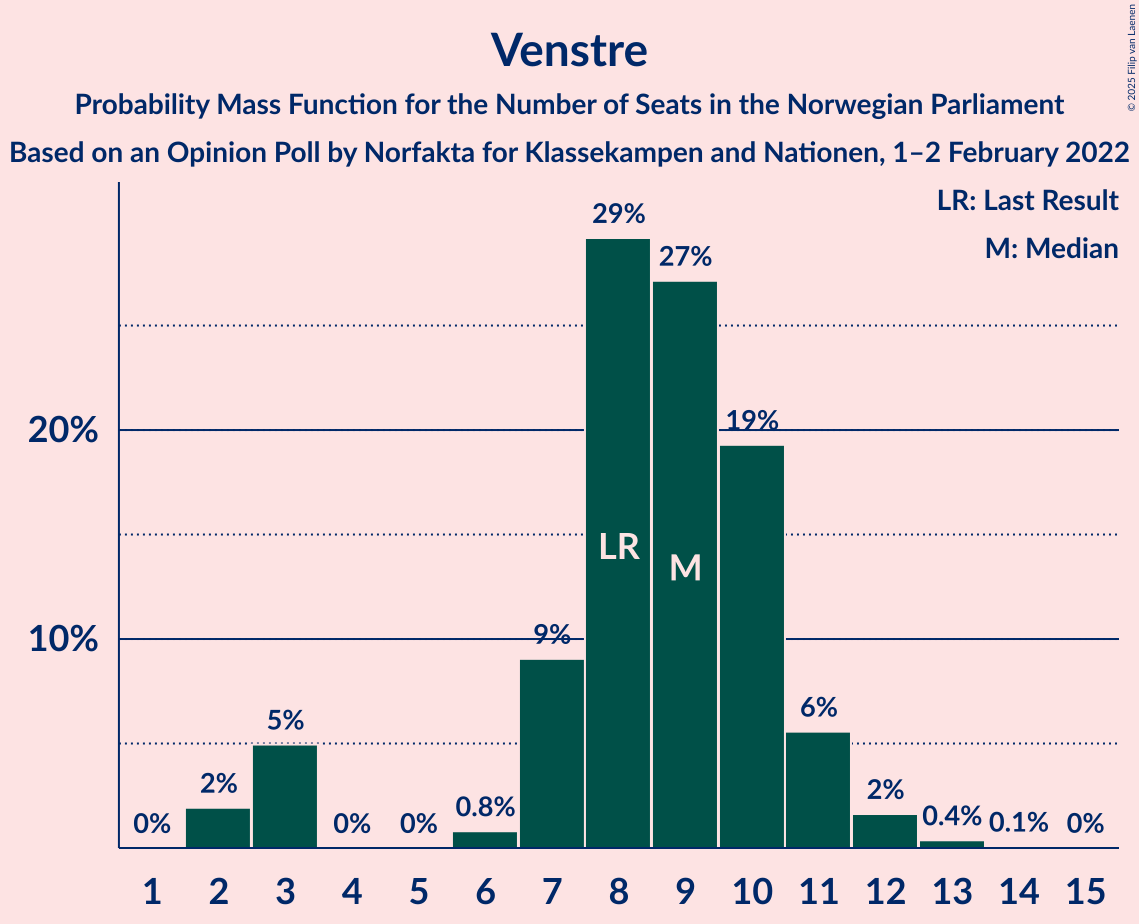 Venstre
Probability Mass Function for the Number of Seats in the Norwegian Parliament
Based on an Opinion Poll by Norfakta for Klassekampen and Nationen, 1–2 February 2022
© 2025 Filip van Laenen
LR: Last Result
M: Median
20%
10%
0%
2%
5%
0%
0%
0.8%
9%
29%
27%
19%
6%
2%
0.4%
0.1%
0%
LR
M
1 2 3 4 5 6 7 8 9 10 11 12 13 14 15